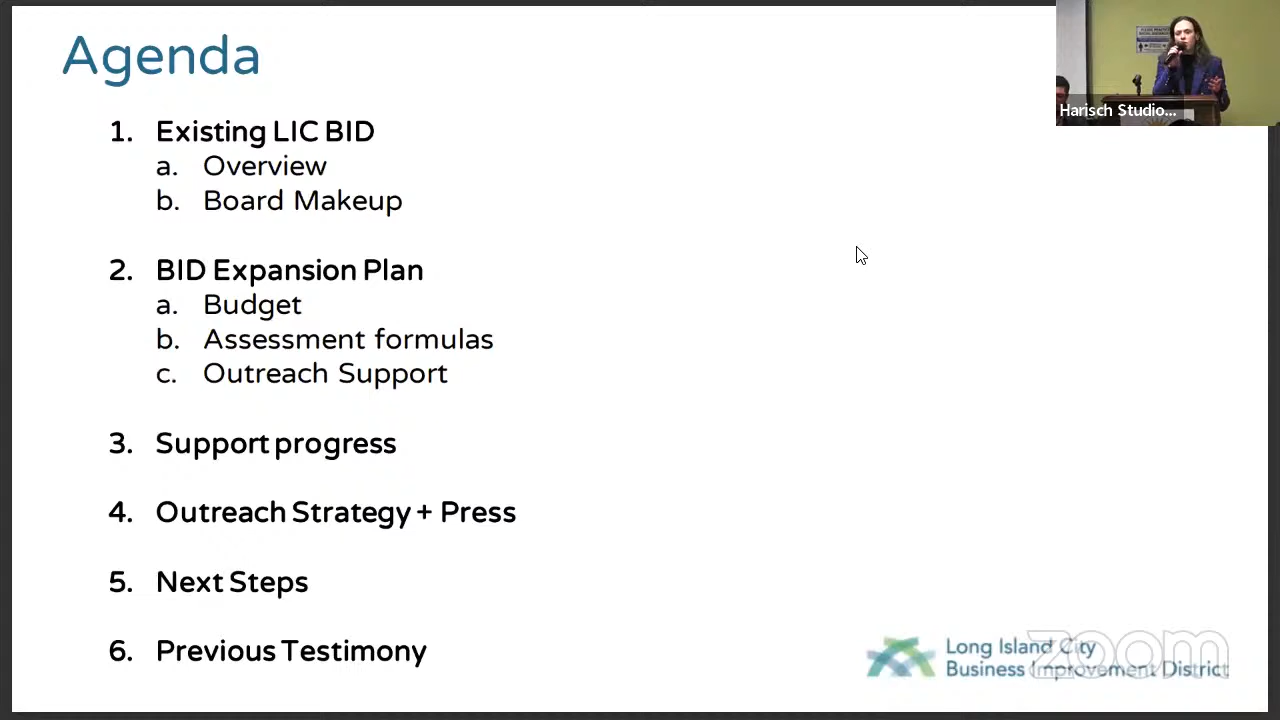 Agenda
1. Existing LIC BID
a. Overview
b. Board Makeup
2. BID Expansion Plan
a. Budget
b. Assessment formulas
c. Outreach Support
3. Support progress
4. Outreach Strategy + Press
5. Next Steps
6. Previous Testimony
Harisch Studio...
Long Island City
Business Improvement District
zoom